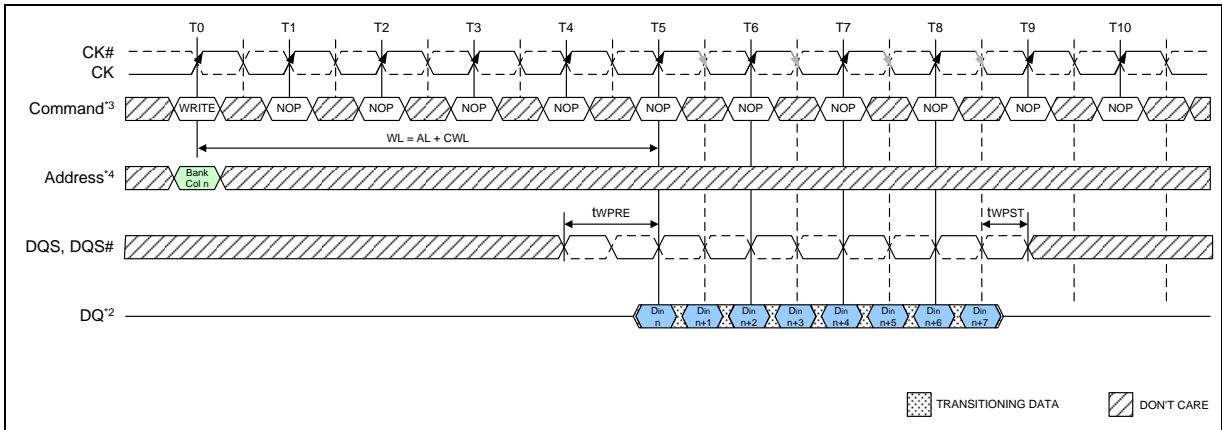 T0 T1 T2 T3 T4 T5 T6 T7 T8 T9 T10
CK#
CK
Command*3 WRITE NOP NOP NOP NOP NOP NOP NOP NOP NOP NOP
WL = AL + CWL
Address*4 Bank
Col n
tWPRE tWPST
DQS, DQS#
DQ*2 Din Din Din Din Din Din Din Din
n n+1 n+2 n+3 n+4 n+5 n+6 n+7
TRANSITIONING DATA DON'T CARE